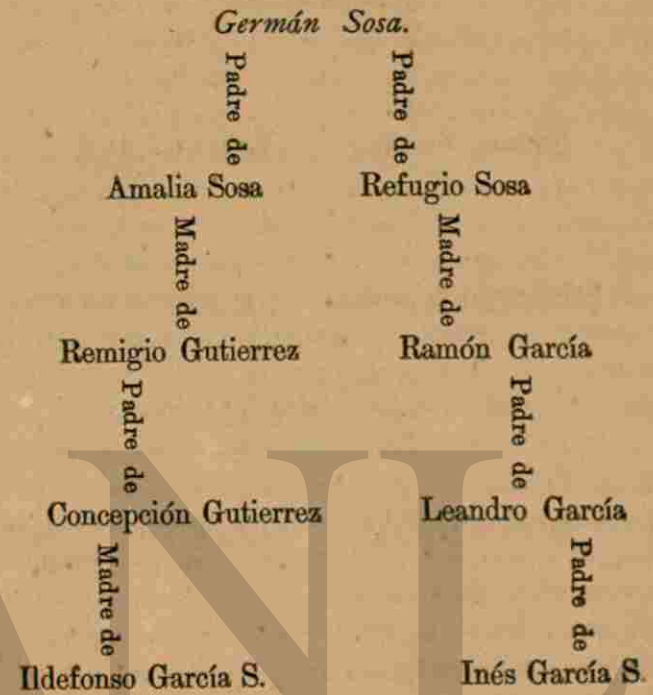 Germán Sosa.
Padre de Padre de
Amalia Sosa Refugio Sosa
Madre de Madre de
Remigio Gutierrez Ramón García
Padre de Padre de
Concepción Gutierrez Leandro García
Madre de Padre de
Ildefonso García S. Inés García S.
ANI